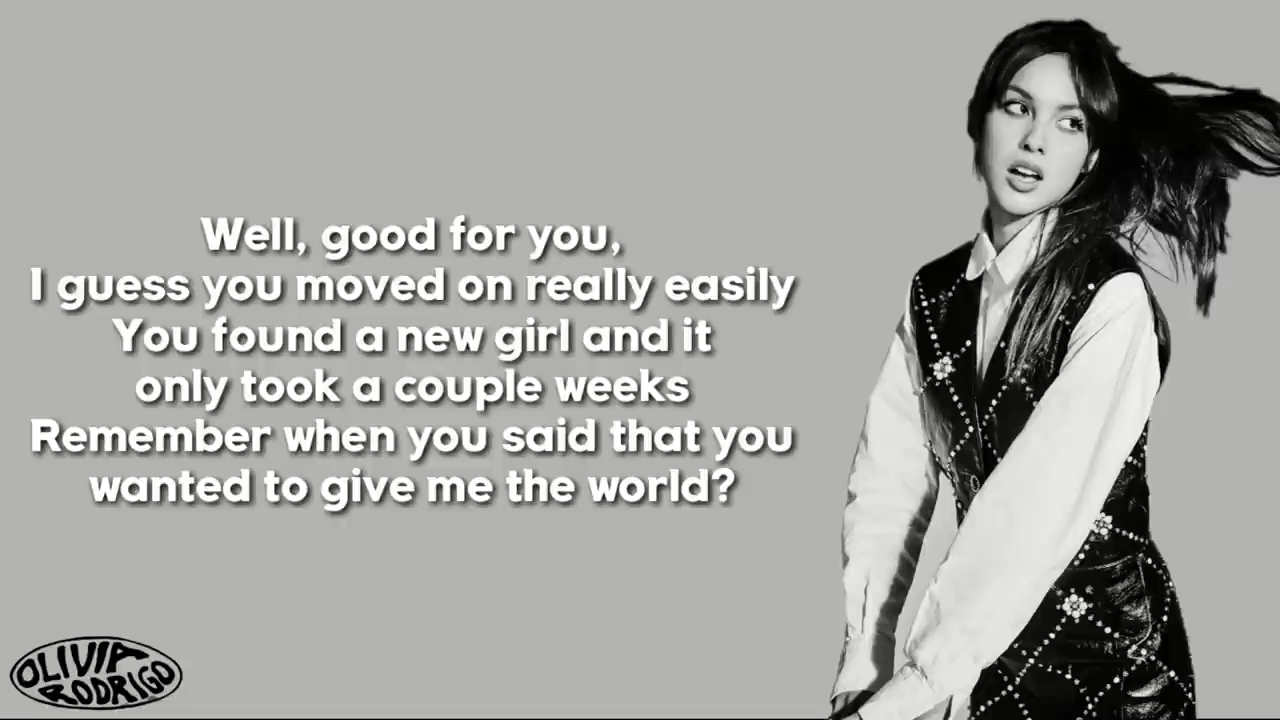 Well, good for you,
I guess you moved on really easily
You found a new girl and it
only took a couple weeks
Remember when you said that you
wanted to give me the world?
OLIVIA
RODRIGO